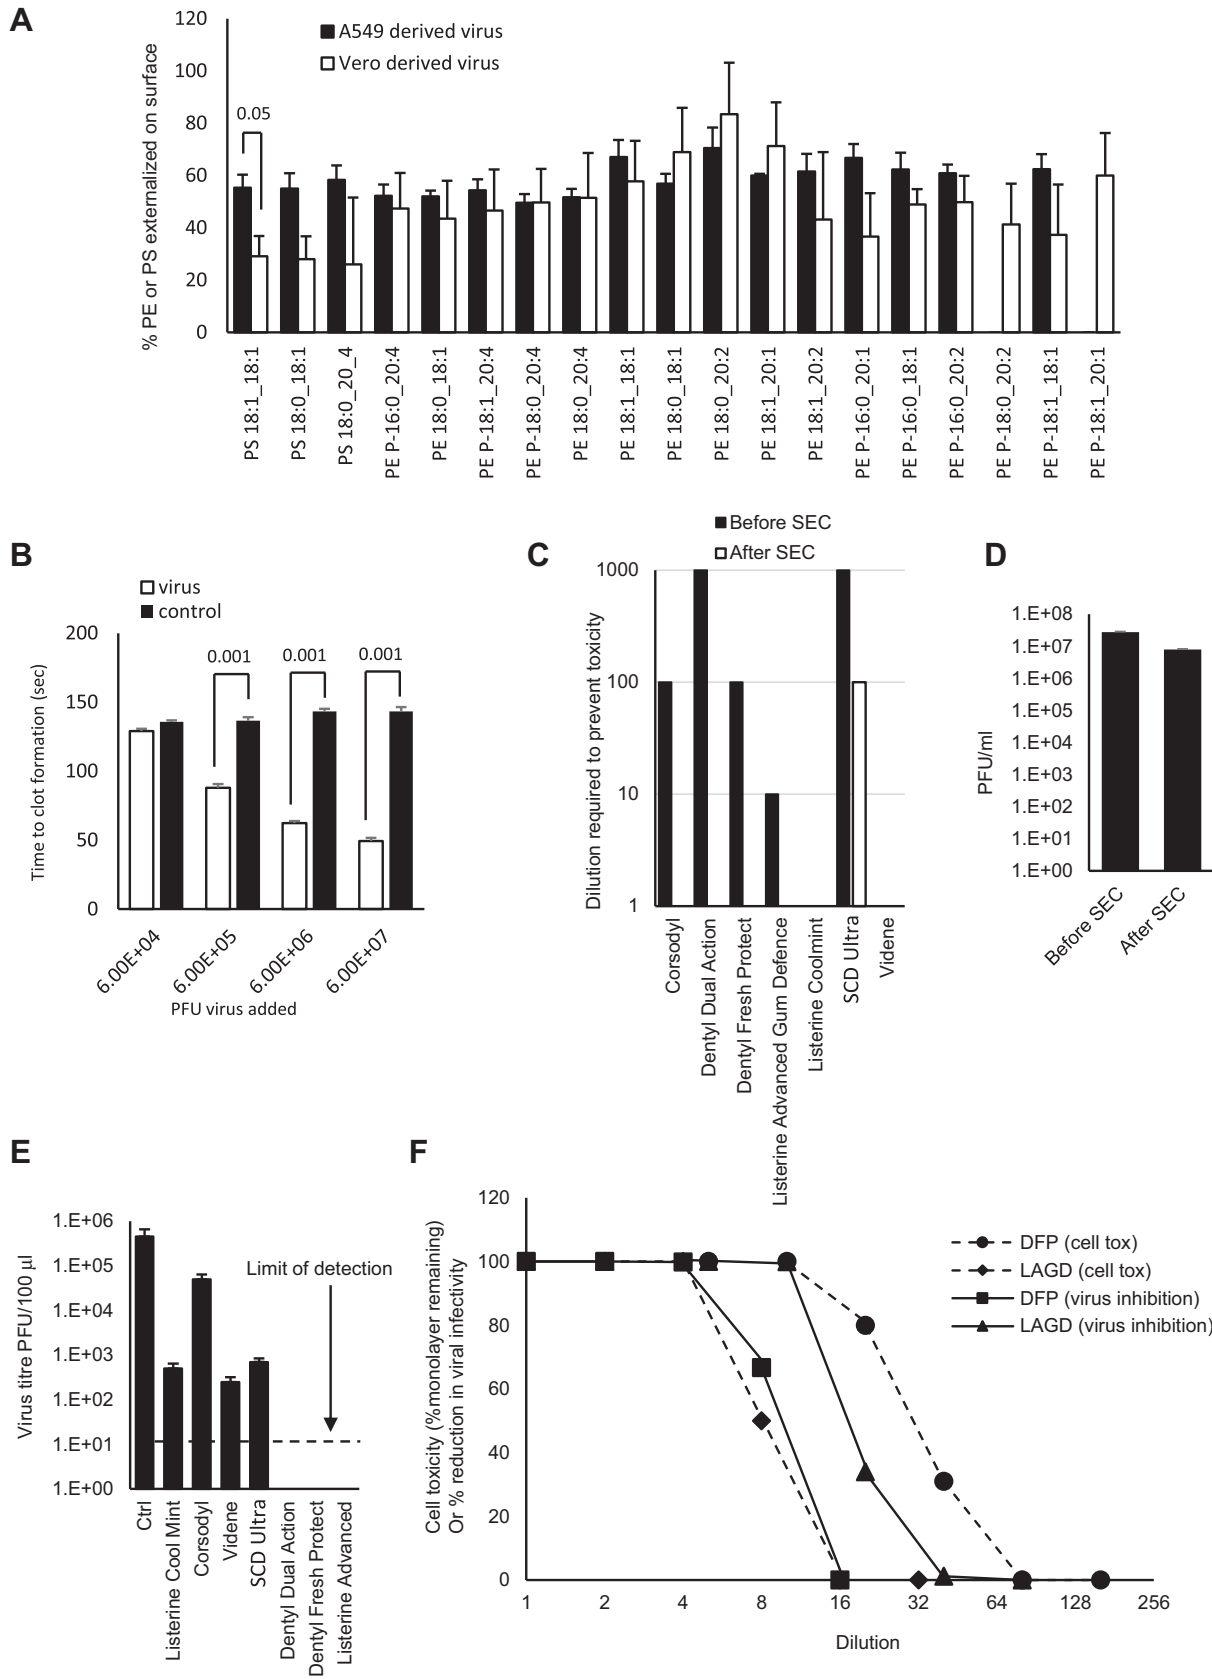 A
120
100
80
60
40
20
0
% PE or PS externalized on surface
A549 derived virus
Vero derived virus
0.05
PS 18:1_18:1
PS 18:0_18:1
PS 18:0_20_4
PE P-16:0_20:4
PE 18:0_18:1
PE P-18:1_20:4
PE P-18:0_20:4
PE 18:0_20:4
PE 18:1_18:1
PE 18:0_18:1
PE 18:0_20:2
PE 18:1_20:1
PE 18:1_20:2
PE P-16:0_20:1
PE P-16:0_18:1
PE P-16:0_20:2
PE P-18:0_20:2
PE P-18:1_18:1
PE P-18:1_20:1
B
virus
control
200
150
100
50
0
Time to clot formation (sec)
0.001
0.001
0.001
6.00E+04
6.00E+05
6.00E+06
6.00E+07
PFU virus added
C
Before SEC
After SEC
1000
100
10
1
Dilution required to prevent toxicity
Corsodyl
Dentyl Dual Action
Dentyl Fresh Protect
Listerine Advanced Gum Defence
Listerine Coolmint
SCD Ultra
Videne
D
1.E+08
1.E+07
1.E+06
1.E+05
1.E+04
1.E+03
1.E+02
1.E+01
1.E+00
PFU/ml
Before SEC
After SEC
E
1.E+06
1.E+05
1.E+04
1.E+03
1.E+02
1.E+01
1.E+00
Virus titre PFU/100 µl
Limit of detection
Ctrl
Listerine Cool Mint
Corsodyl
Videne
SCD Ultra
Dentyl Dual Action
Dentyl Fresh Protect
Listerine Advanced
F
120
100
80
60
40
20
0
Cell toxicity (%monolayer remaining)
Or % reduction in viral infectivity
DFP (cell tox)
LAGD (cell tox)
DFP (virus inhibition)
LAGD (virus inhibition)
1
2
4
8
16
32
64
128
256
Dilution